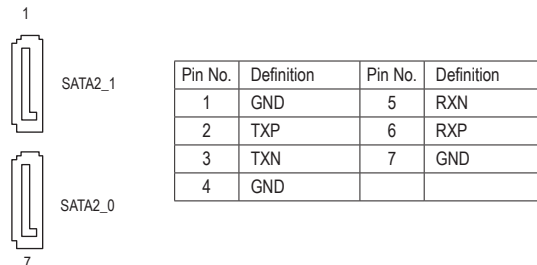 1
SATA2_1
SATA2_0
7
Pin No. Definition Pin No. Definition
1 GND 5 RXN
2 TXP 6 RXP
3 TXN 7 GND
4 GND